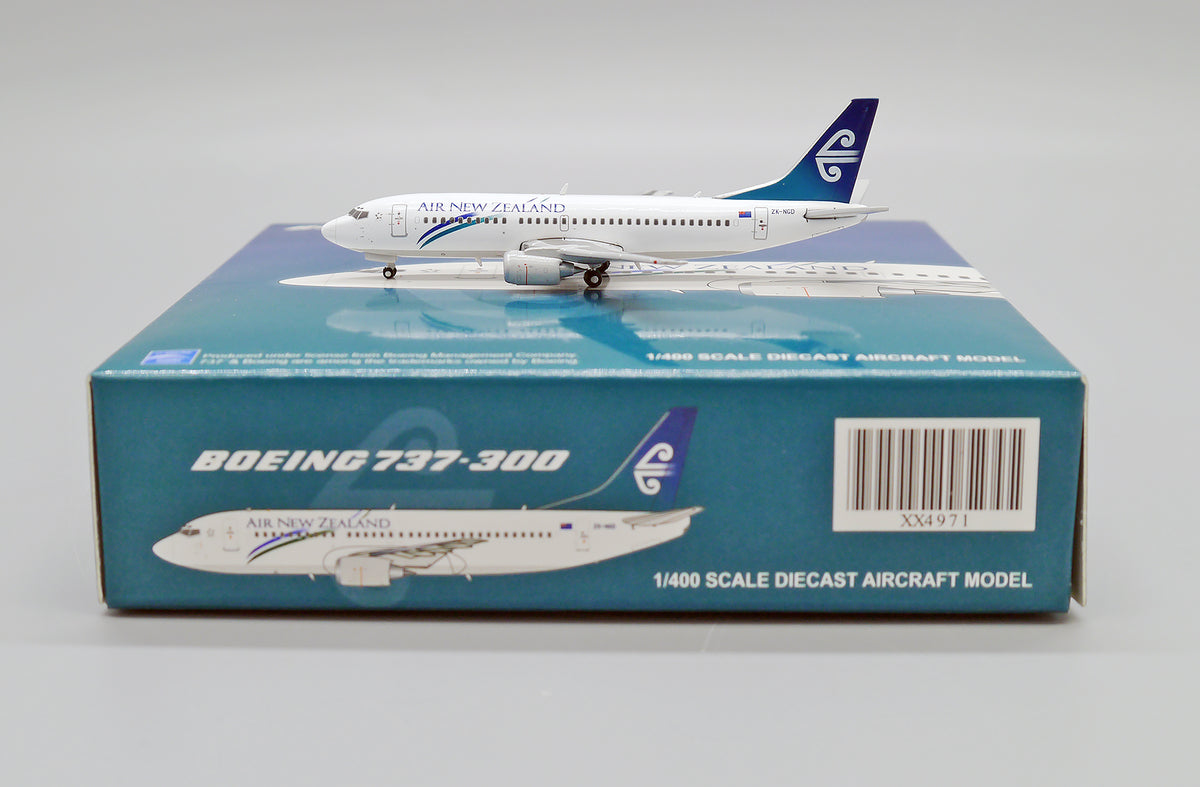 AIR NEW ZEALAND
ZK-NGD
Produced under license from Boeing Management Company.
737 & Boeing are among the trademarks owned by Boeing
1/400 SCALE DIECAST AIRCRAFT MODEL
BOEING 737-300
AIR NEW ZEALAND
ZK-NGD
XX4971
1/400 SCALE DIECAST AIRCRAFT MODEL